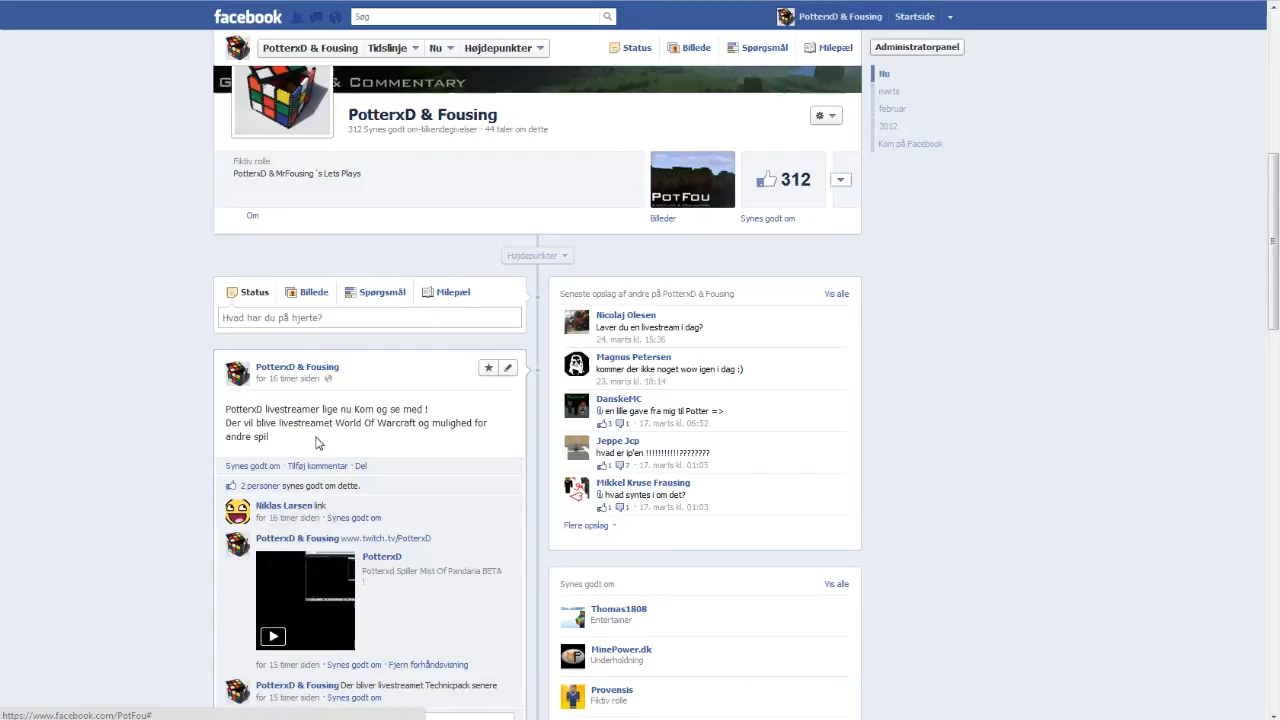 facebook
Søg
PotterxD & Fousing
Startside
PotterxD & Fousing
Tidslinje
Nu
Højdepunkter
Status
Billede
Spørgsmål
Milepæl
Administratorpanel
Nu
marts
februar
2012
Kom på Facebook
& Commentary
PotterxD & Fousing
312 Synes godt om-tilkendegivelser · 44 taler om dette
Fiktiv rolle
PotterxD & MrFousing´s Lets Plays
Om
PotFou
Billeder
312
Synes godt om
Højdepunkter
Status
Billede
Spørgsmål
Milepæl
Hvad har du på hjerte?
PotterxD & Fousing
for 16 timer siden
PotterxD livestreamer lige nu Kom og se med !
Der vil blive livestreamet World Of Warcraft og mulighed for
andre spil
Synes godt om · Tilføj kommentar · Del
2 personer synes godt om dette.
Niklas Larsen link
for 16 timer siden · Synes godt om
PotterxD & Fousing www.twitch.tv/PotterxD
PotterxD
Potterxd Spiller Mist Of Pandaria BETA
!
for 15 timer siden · Synes godt om · Fjern forhåndsvisning
PotterxD & Fousing Der bliver livestreamet Technicpack senere
for 15 timer siden · Synes godt om
Seneste opslag af andre på PotterxD & Fousing
Vis alle
Nicolaj Olesen
Laver du en livestream i dag?
24. marts kl. 15:36
Magnus Petersen
kommer der ikke noget wow igen i dag :)
23. marts kl. 18:14
DanskeMC
en lille gave fra mig til Potter =>
3 1 · 17. marts kl. 06:52
Jeppe Jcp
hvad er ip'en !!!!!!!!!!!????????
1 7 · 17. marts kl. 01:05
Mikkel Kruse Frausing
hvad syntes i om det?
1 1 · 17. marts kl. 01:03
Flere opslag
Synes godt om
Vis alle
Thomas1808
Entertainer
MinePower.dk
Underholdning
Provensis
Fiktiv rolle
https://www.facebook.com/PotFou#